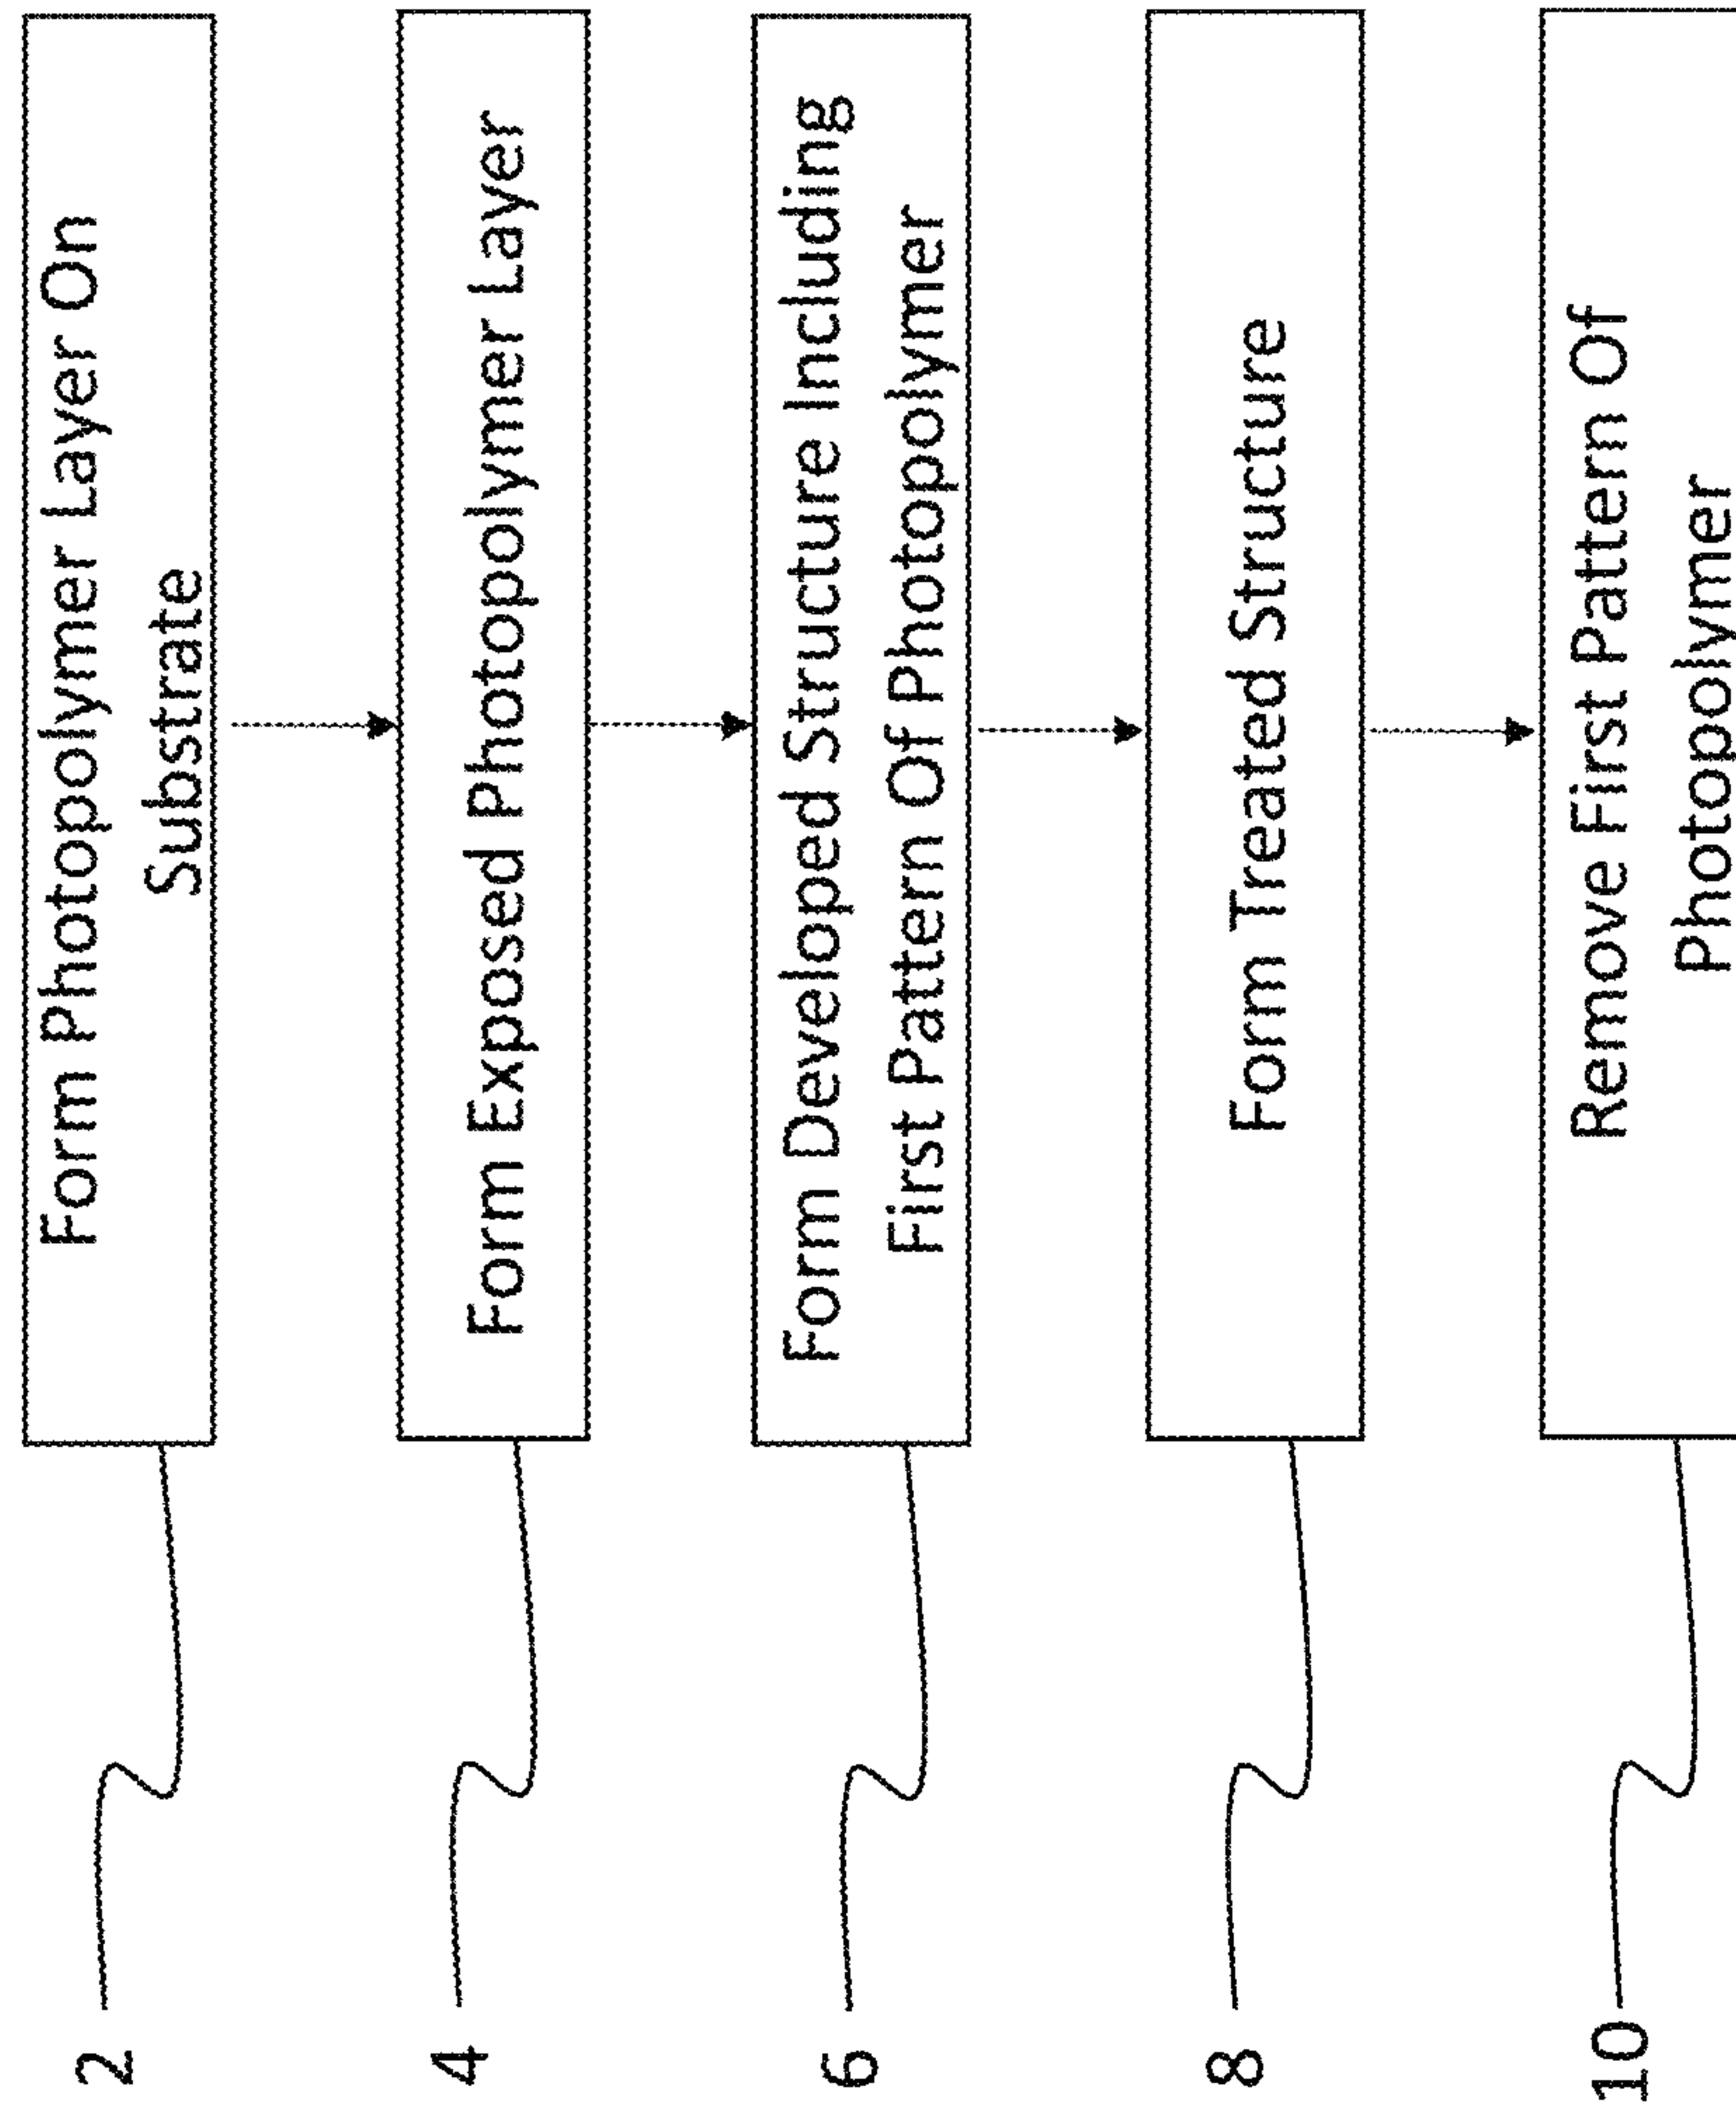 2
Form Photopolymer Layer On
Substrate
4
Form Exposed Photopolymer Layer
6
Form Developed Structure Including
First Pattern Of Photopolymer
8
Form Treated Structure
10
Remove First Pattern Of
Photopolymer